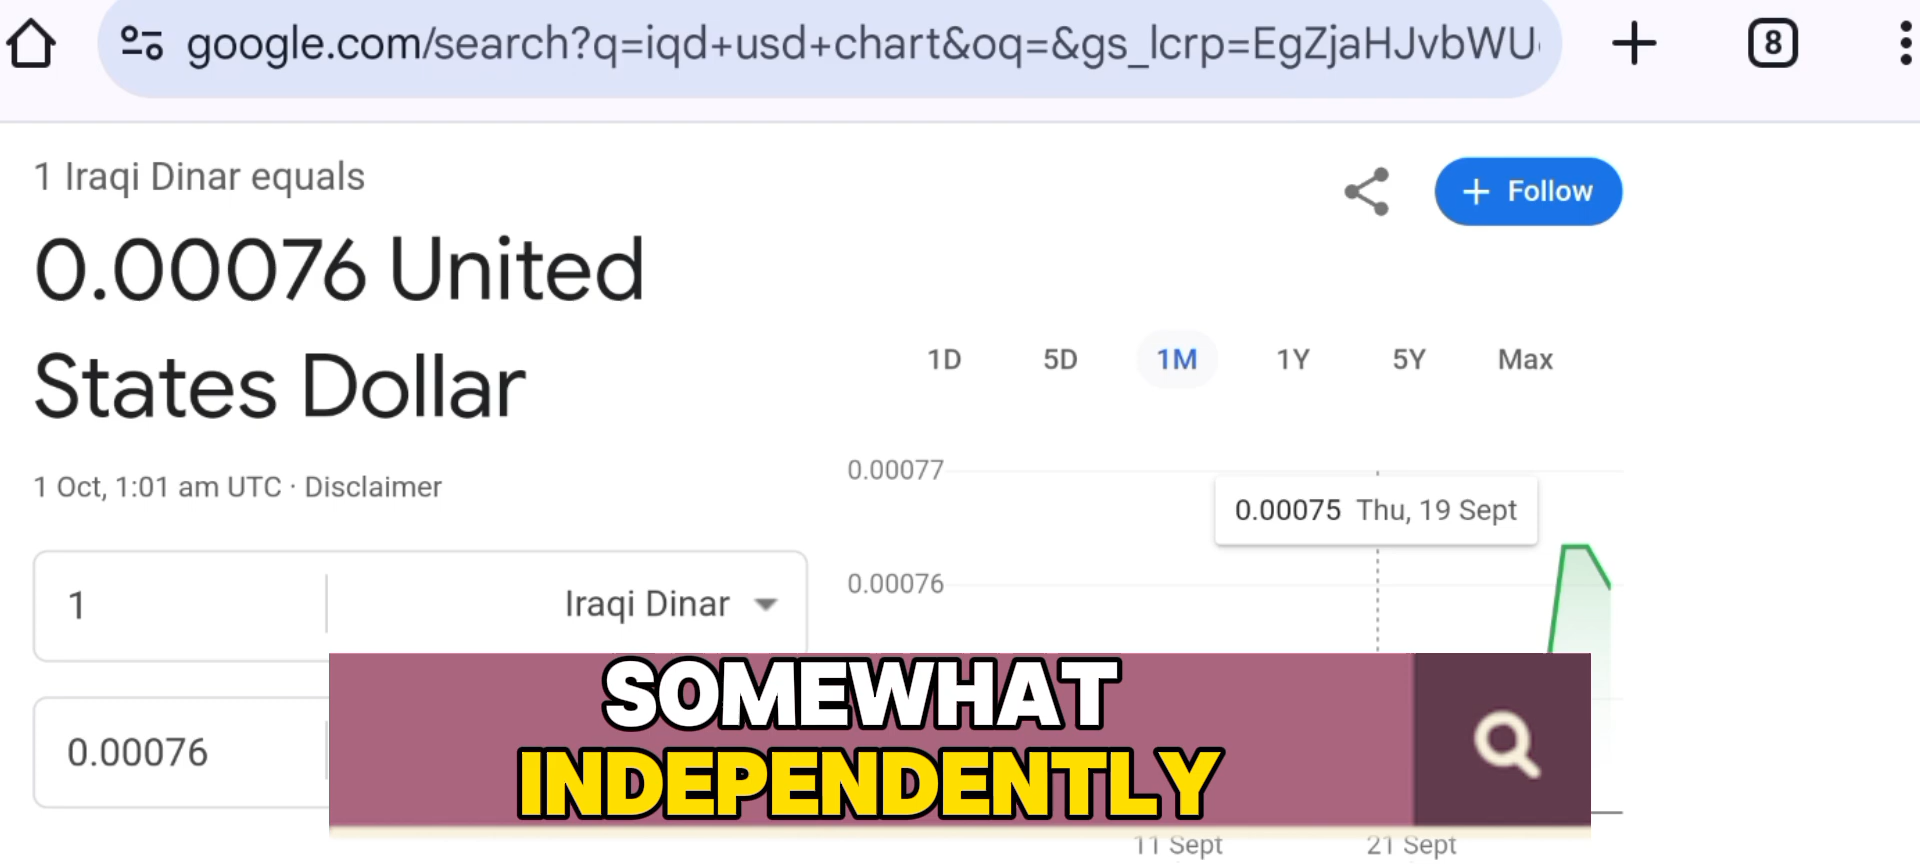 google.com/search?q=iqd+usd+chart&oq=&gs_lcrp=EgZjaHJvbWU
8
1 Iraqi Dinar equals
0.00076 United
States Dollar
1 Oct, 1:01 am UTC · Disclaimer
+ Follow
1D 5D 1M 1Y 5Y Max
0.00077
0.00075 Thu, 19 Sept
0.00076
1 Iraqi Dinar
0.00076
SOMEWHAT
INDEPENDENTLY
11 Sept 21 Sept